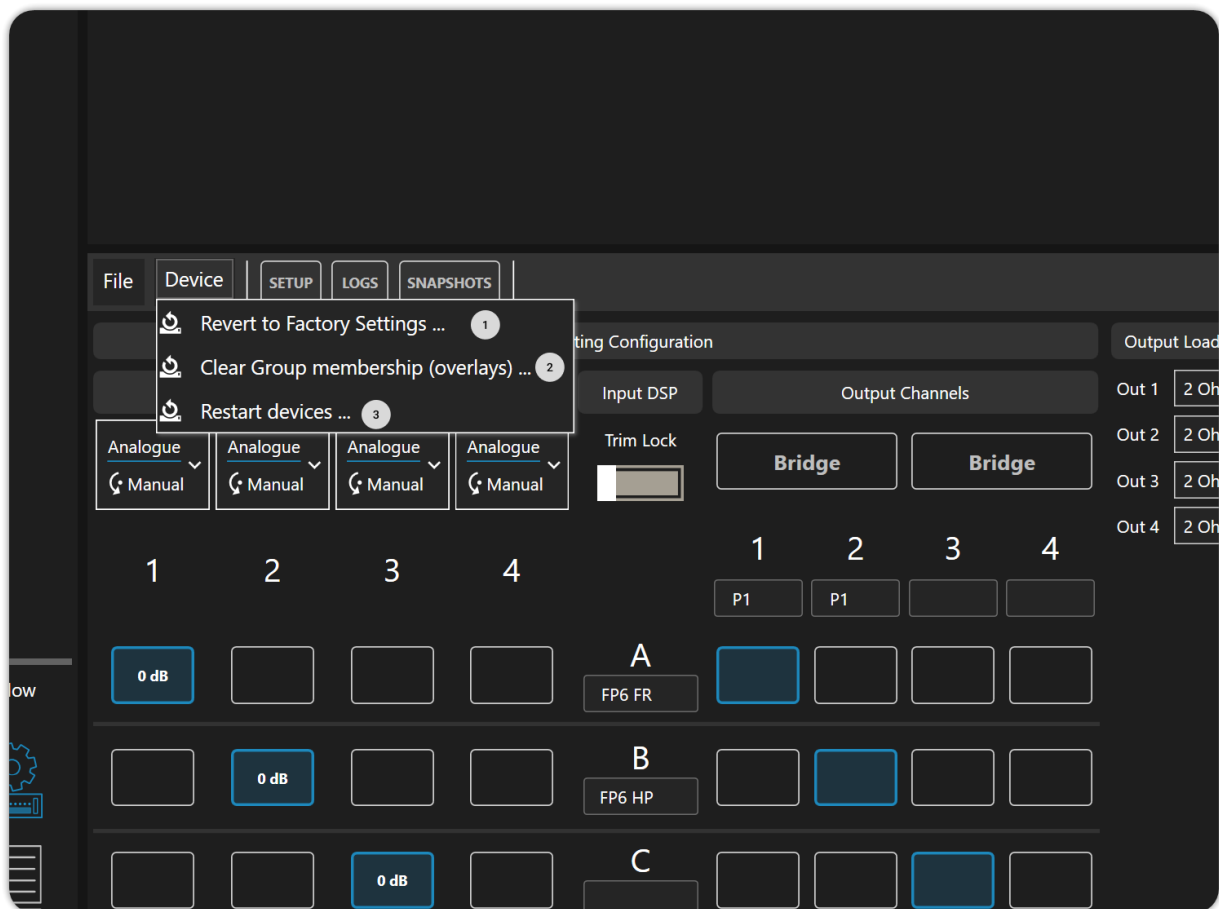 File Device SETUP LOGS SNAPSHOTS
Revert to Factory Settings ... 1
Clear Group membership (overlays) ... 2
Restart devices ... 3
ting Configuration
Output Load
Input DSP
Output Channels
Analogue
Manual
Analogue
Manual
Analogue
Manual
Analogue
Manual
Trim Lock
Bridge Bridge
Out 1 2 Oh
Out 2 2 Oh
Out 3 2 Oh
Out 4 2 Oh
1 2 3 4
1 2 3 4
P1 P1
low
0 dB
A
FP6 FR
0 dB
B
FP6 HP
0 dB
C